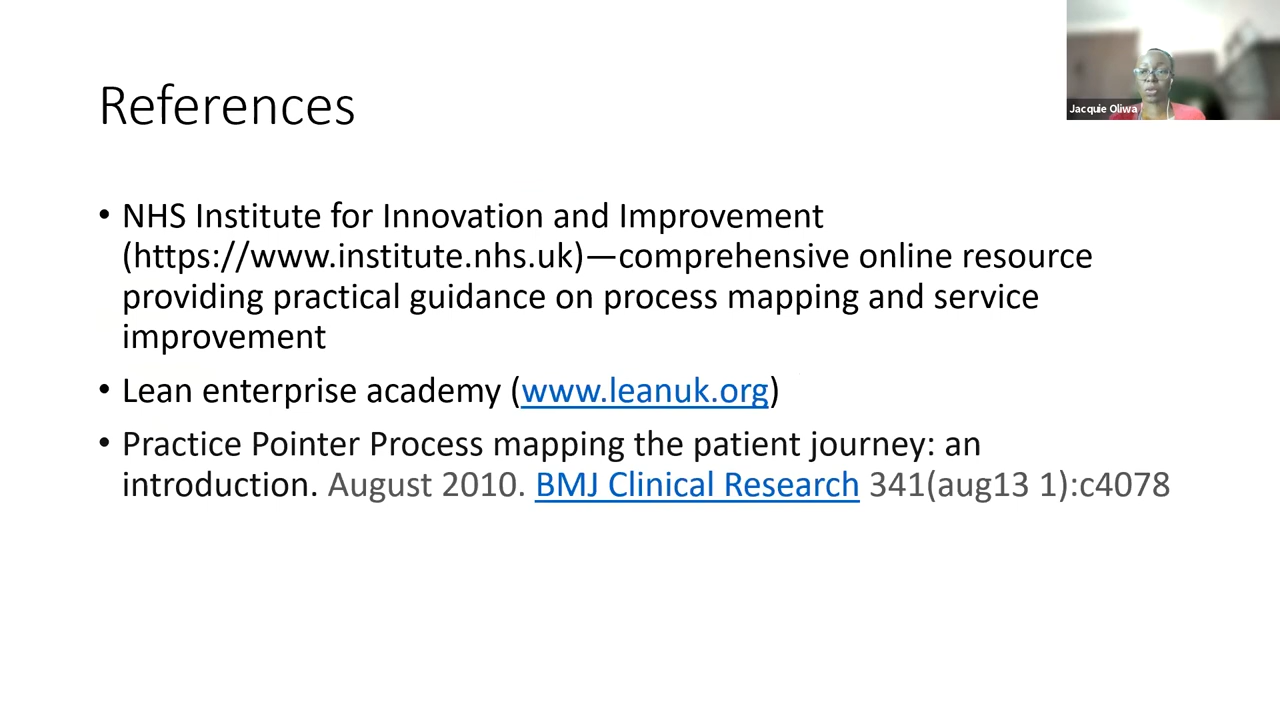 References
Jacquie Oliwa
• NHS Institute for Innovation and Improvement
(https://www.institute.nhs.uk)—comprehensive online resource
providing practical guidance on process mapping and service
improvement
• Lean enterprise academy (www.leanuk.org)
• Practice Pointer Process mapping the patient journey: an
introduction. August 2010. BMJ Clinical Research 341(aug13 1):c4078